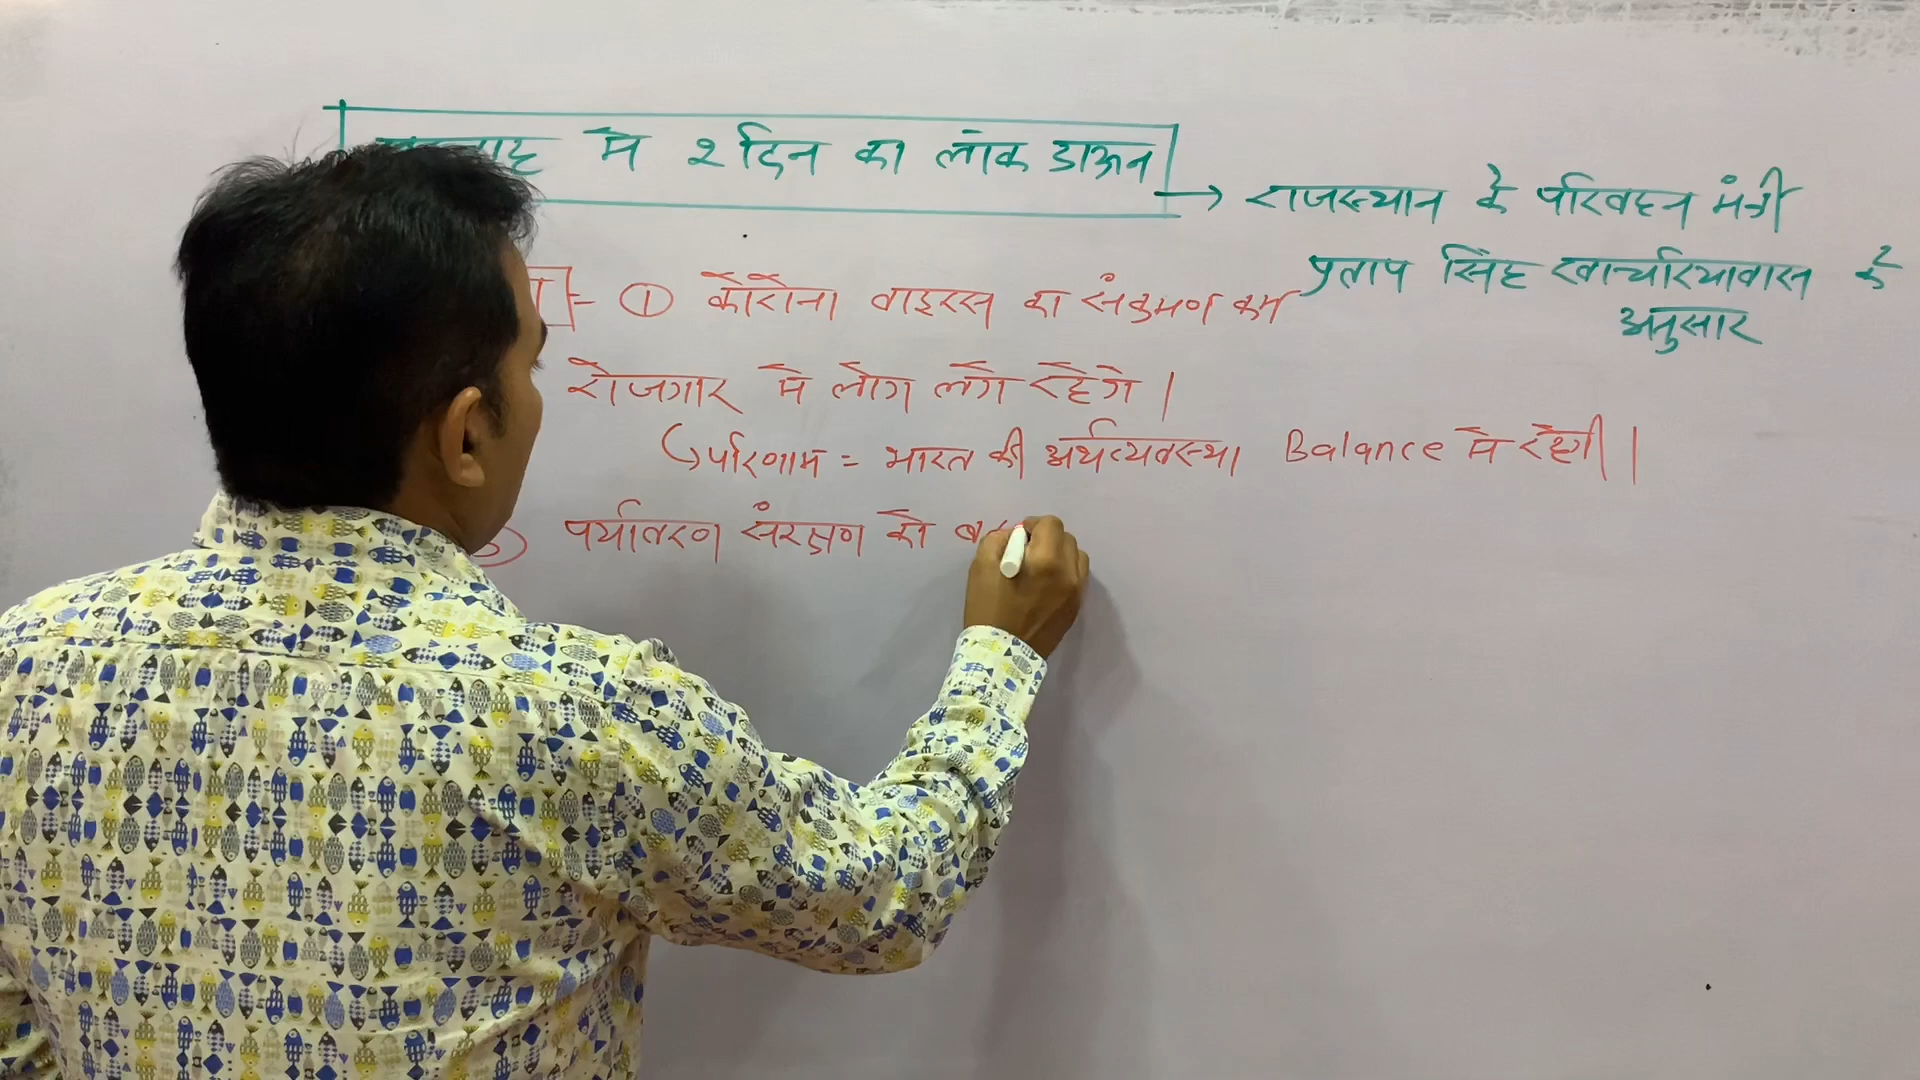 में 2 दिन का लॉक डाऊन
→ राजस्थान के परिवहन मंत्री
प्रताप सिंह खाचरियावास के
अनुसार
= ① कोरोना वाइरस का संक्रमण कम
रोजगार में लोग लगे रहेंगे |
परिणाम = भारत की अर्थव्यवस्था Balance में रहेगी |
पर्यावरण संरक्षण को